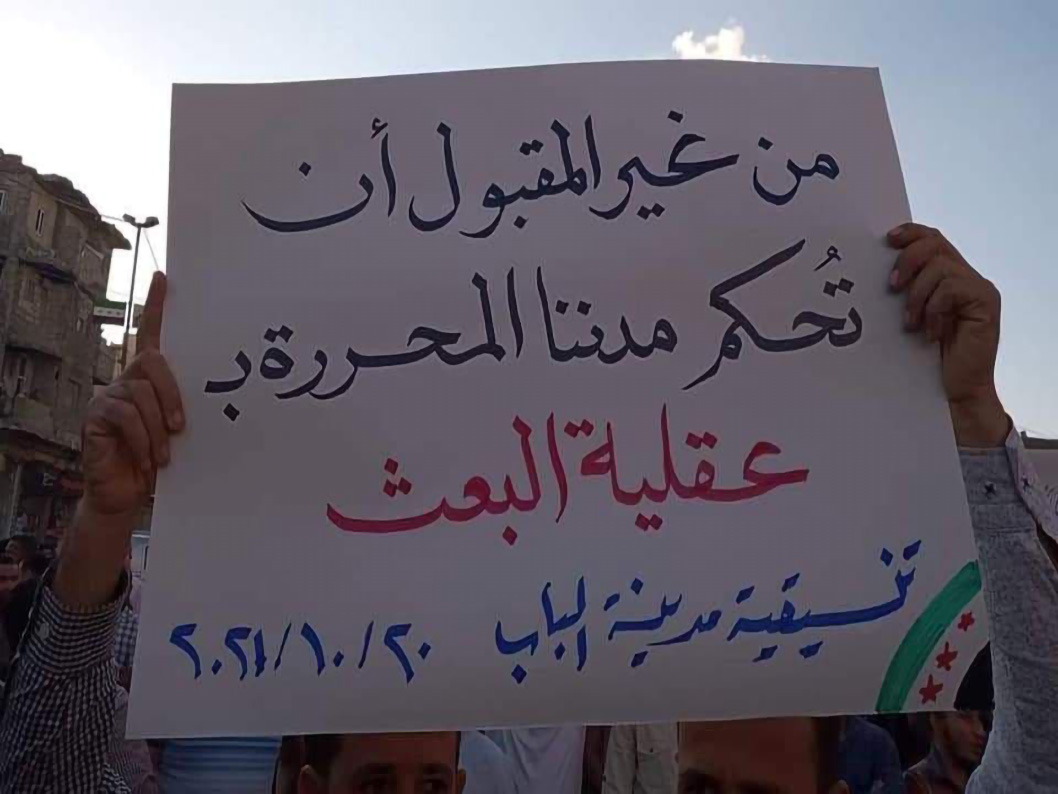 من غير المقبول أن
تُحكم مدننا المحررة بـ
عقلية البعث
تنسيقية مدينة الباب ٢٠٢١/١٠/٢٠